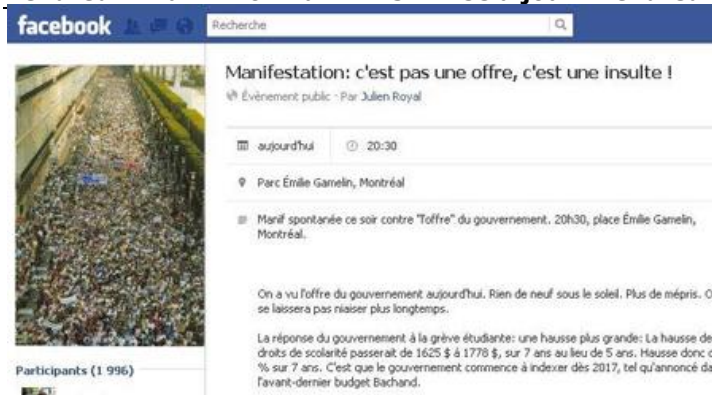 facebook
Recherche
Manifestation: c'est pas une offre, c'est une insulte !
Évènement public · Par Julien Royal
aujourd'hui 20:30
Parc Émilie Gamelin, Montréal
Manif spontanée ce soir contre "l'offre" du gouvernement. 20h30, place Émilie Gamelin,
Montréal.
On a vu l'offre du gouvernement aujourd'hui. Rien de neuf sous le soleil. Plus de mépris.
se laissera pas niaiser plus longtemps.
La réponse du gouvernement à la grève étudiante: une hausse plus grande: La hausse de
droits de scolarité passerait de 1625 $ à 1778 $, sur 7 ans au lieu de 5 ans. Hausse donc
% sur 7 ans. C'est que le gouvernement commence à indexer dès 2017, tel qu'annoncé
l'avant-dernier budget Bachand.
Participants (1 996)